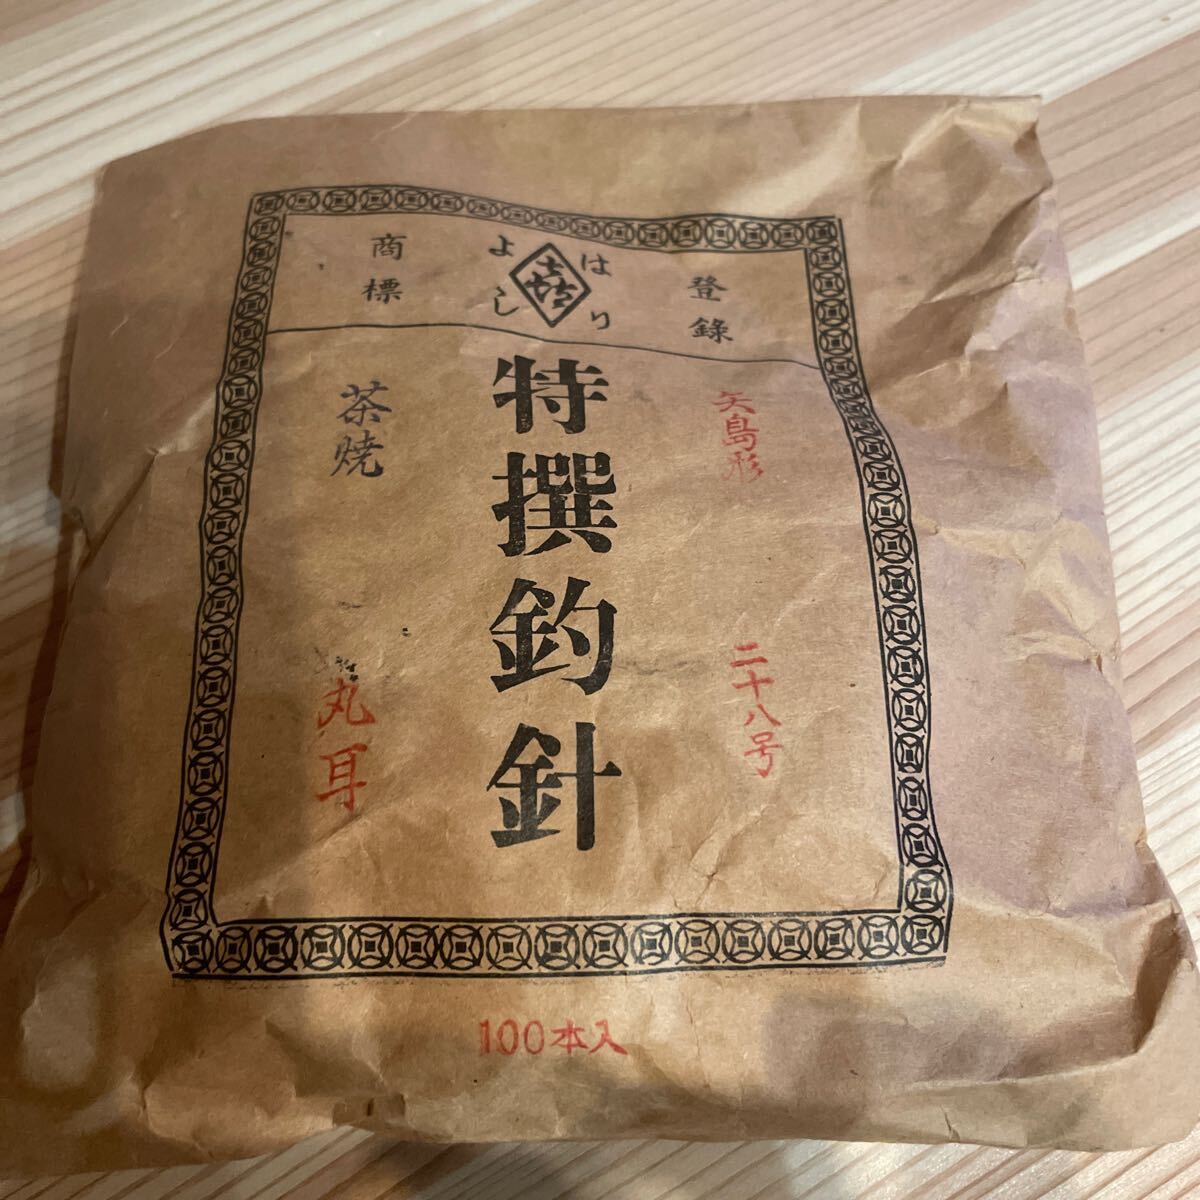 登録
はり
よし
商標
矢島形
二十八号
特撰釣針
茶焼
丸耳
100本入